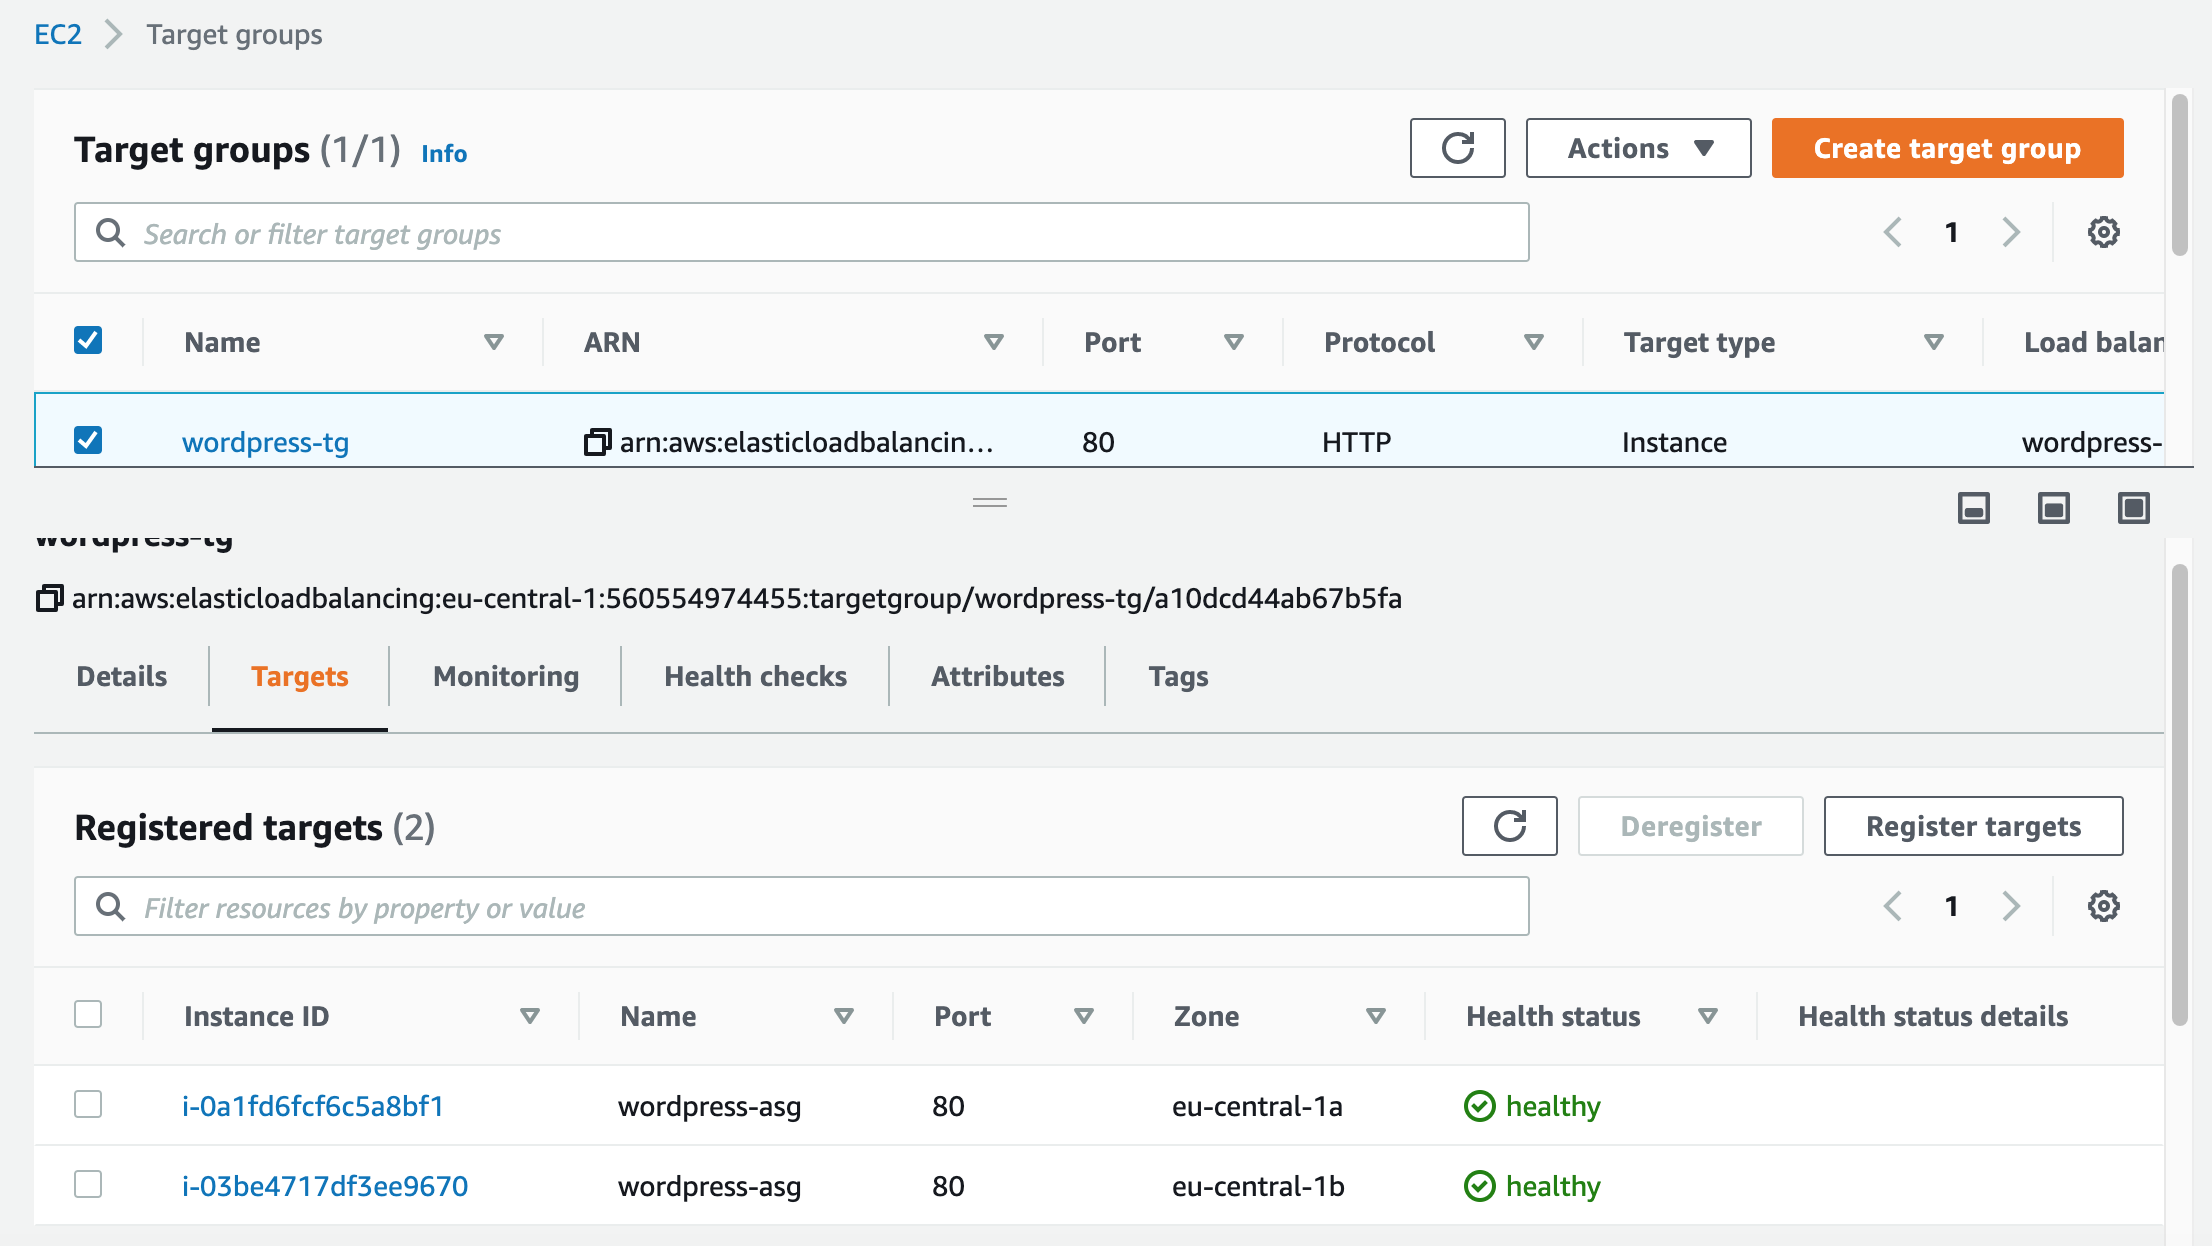 EC2 Target groups
Target groups (1/1) Info
Actions Create target group
Search or filter target groups
1
Name ARN Port Protocol Target type Load balan
wordpress-tg arn:aws:elasticloadbalancin... 80 HTTP Instance wordpress-
wordpress-tg
arn:aws:elasticloadbalancing:eu-central-1:560554974455:targetgroup/wordpress-tg/a10dcd44ab67b5fa
Details Targets Monitoring Health checks Attributes Tags
Registered targets (2)
Deregister Register targets
Filter resources by property or value
1
Instance ID Name Port Zone Health status Health status details
i-0a1fd6fcf6c5a8bf1 wordpress-asg 80 eu-central-1a healthy
i-03be4717df3ee9670 wordpress-asg 80 eu-central-1b healthy